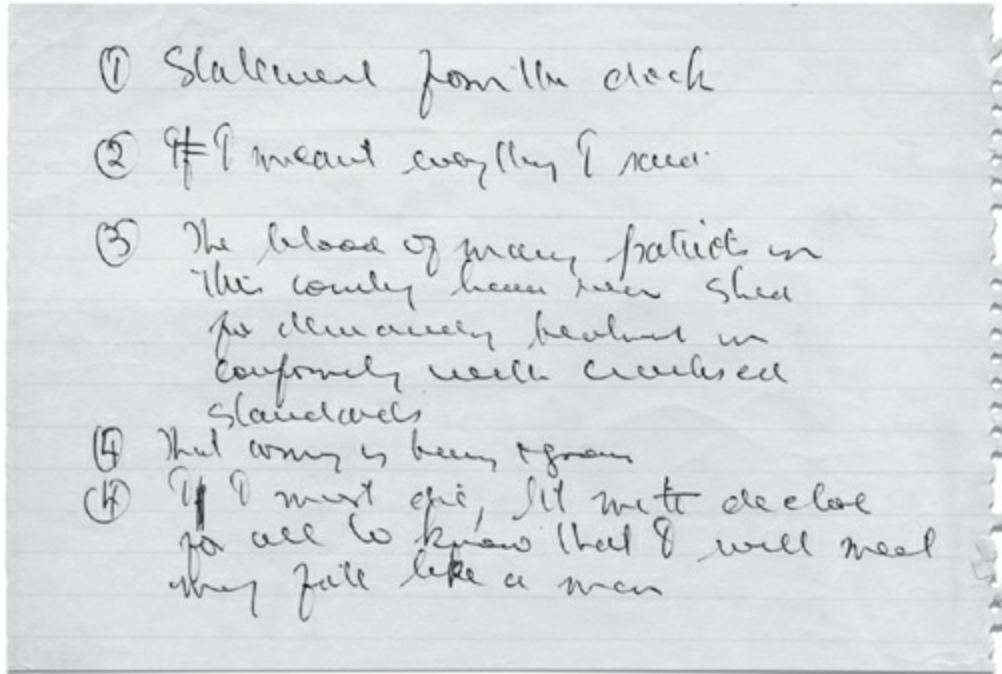 ① Statement from the dock
② I meant everything I said.
③ The blood of many patriots in
this country have been shed
for demanding treatment in
conformity with civilised
standards
④ That army is being
④ If I must die, let me declare
for all to know that I will meet
my fate like a man